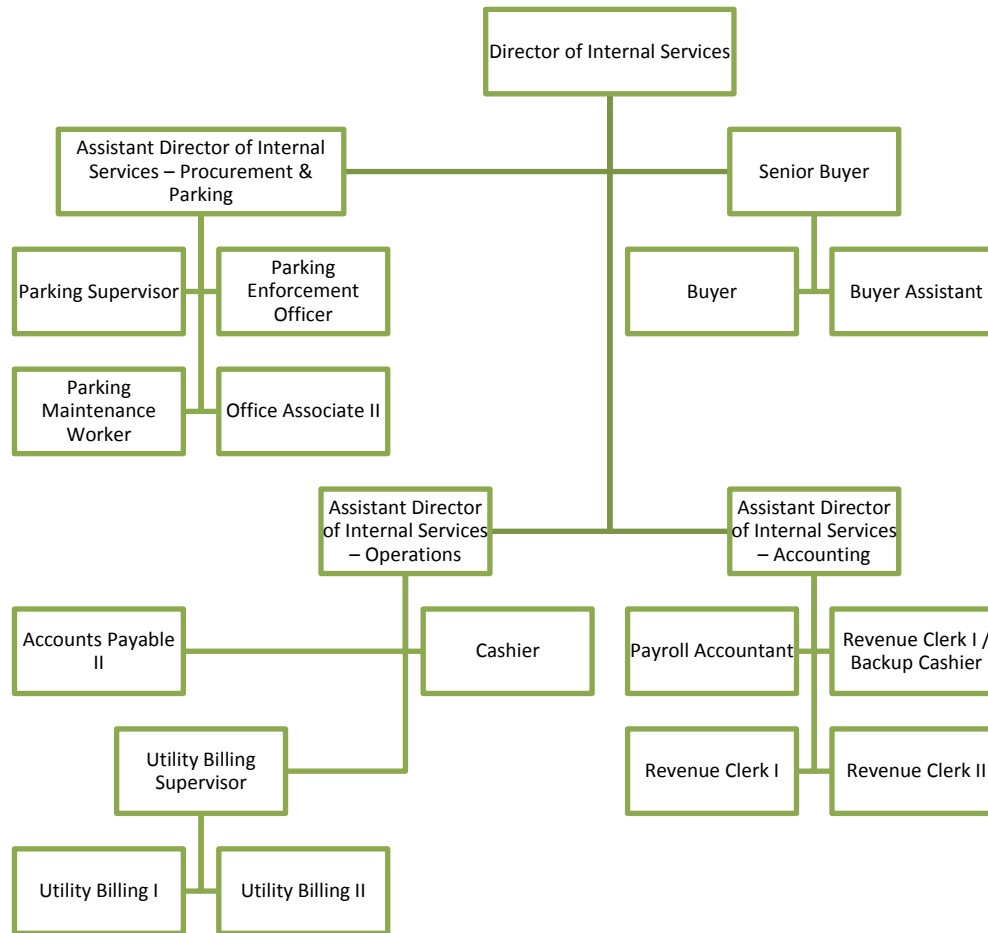 Director of Internal Services
Assistant Director of Internal
Services – Procurement &
Parking
Senior Buyer
Parking Supervisor
Parking
Enforcement
Officer
Buyer
Buyer Assistant
Parking
Maintenance
Worker
Office Associate II
Assistant Director
of Internal Services
– Operations
Assistant Director
of Internal Services
– Accounting
Accounts Payable
II
Cashier
Payroll Accountant
Revenue Clerk I /
Backup Cashier
Utility Billing
Supervisor
Revenue Clerk I
Revenue Clerk II
Utility Billing I
Utility Billing II